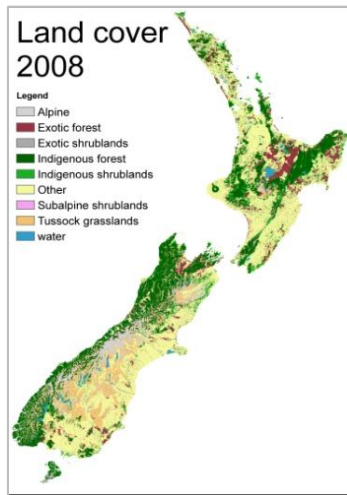 Land cover
2008
Legend
Alpine
Exotic forest
Exotic shrublands
Indigenous forest
Indigenous shrublands
Other
Subalpine shrublands
Tussock grasslands
water